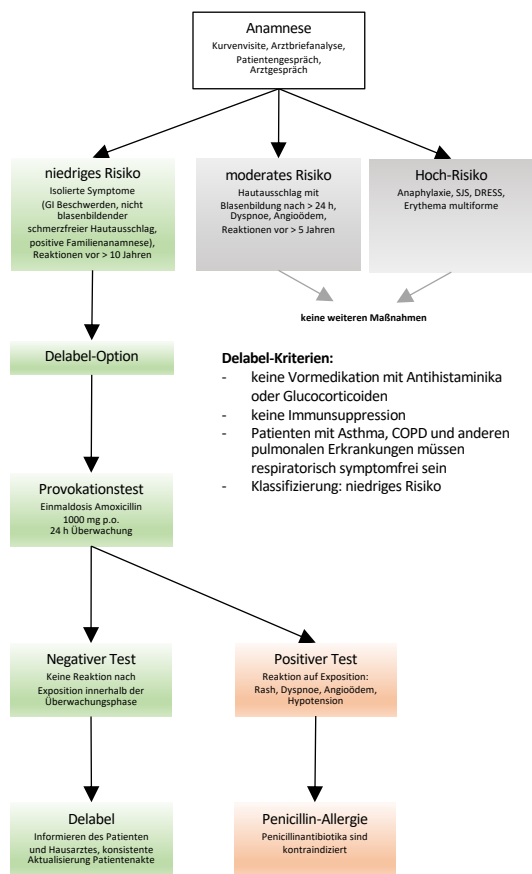 Anamnese
Kurvenvisite, Arztbriefanalyse,
Patientengespräch,
Arztgespräch
niedriges Risiko
Isolierte Symptome
(GI Beschwerden, nicht
blasenbildender
schmerzfreier Hautausschlag,
positive Familienanamnese),
Reaktionen vor > 10 Jahren
moderates Risiko
Hautausschlag mit
Blasenbildung nach > 24 h,
Dyspnoe, Angioödem,
Reaktionen vor > 5 Jahren
Hoch-Risiko
Anaphylaxie, SJS, DRESS,
Erythema multiforme
keine weiteren Maßnahmen
Delabel-Option
Delabel-Kriterien:
- keine Vormedikation mit Antihistaminika
oder Glucocorticoiden
- keine Immunsuppression
- Patienten mit Asthma, COPD und anderen
pulmonalen Erkrankungen müssen
respiratorisch symptomfrei sein
- Klassifizierung: niedriges Risiko
Provokationstest
Einmaldosis Amoxicillin
1000 mg p.o.
24 h Überwachung
Negativer Test
Keine Reaktion nach
Exposition innerhalb der
Überwachungsphase
Positiver Test
Reaktion auf Exposition:
Rash, Dyspnoe, Angioödem,
Hypotension
Delabel
Informieren des Patienten
und Hausarztes, konsistente
Aktualisierung Patientenakte
Penicillin-Allergie
Penicillinantibiotika sind
kontraindiziert